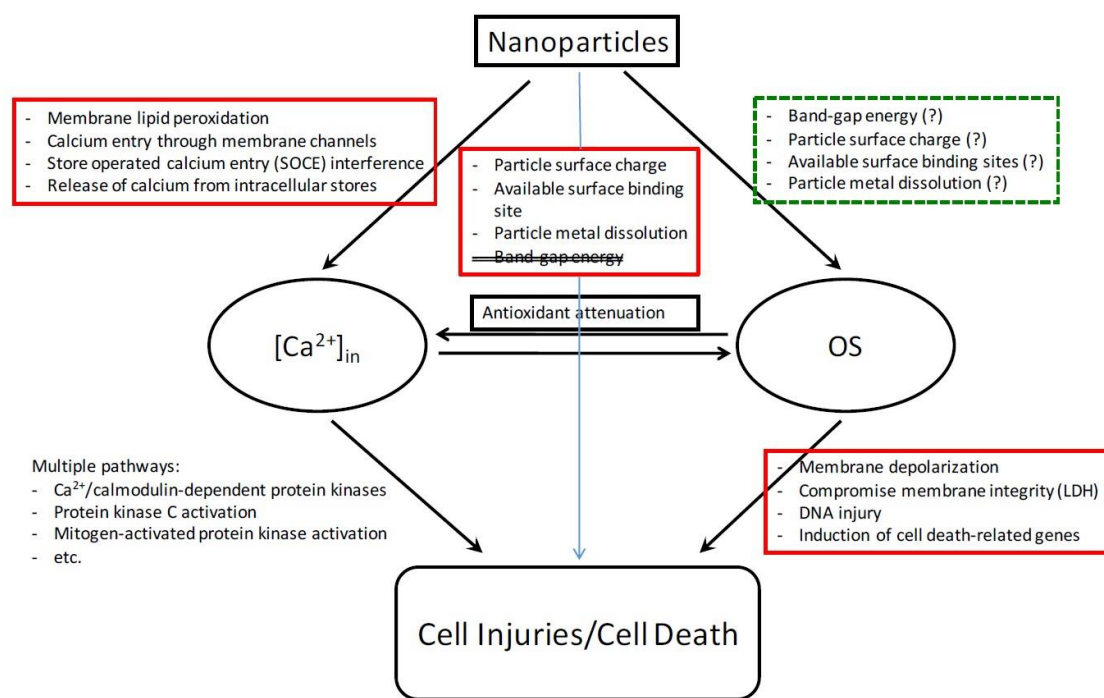 Nanoparticles
- Membrane lipid peroxidation
- Calcium entry through membrane channels
- Store operated calcium entry (SOCE) interference
- Release of calcium from intracellular stores
- Particle surface charge
- Available surface binding
site
- Particle metal dissolution
- Band-gap energy
- Band-gap energy (?)
- Particle surface charge (?)
- Available surface binding sites (?)
- Particle metal dissolution (?)
Antioxidant attenuation
[Ca²⁺]in
OS
Multiple pathways:
- Ca²⁺/calmodulin-dependent protein kinases
- Protein kinase C activation
- Mitogen-activated protein kinase activation
- etc.
- Membrane depolarization
- Compromise membrane integrity (LDH)
- DNA injury
- Induction of cell death-related genes
Cell Injuries/Cell Death